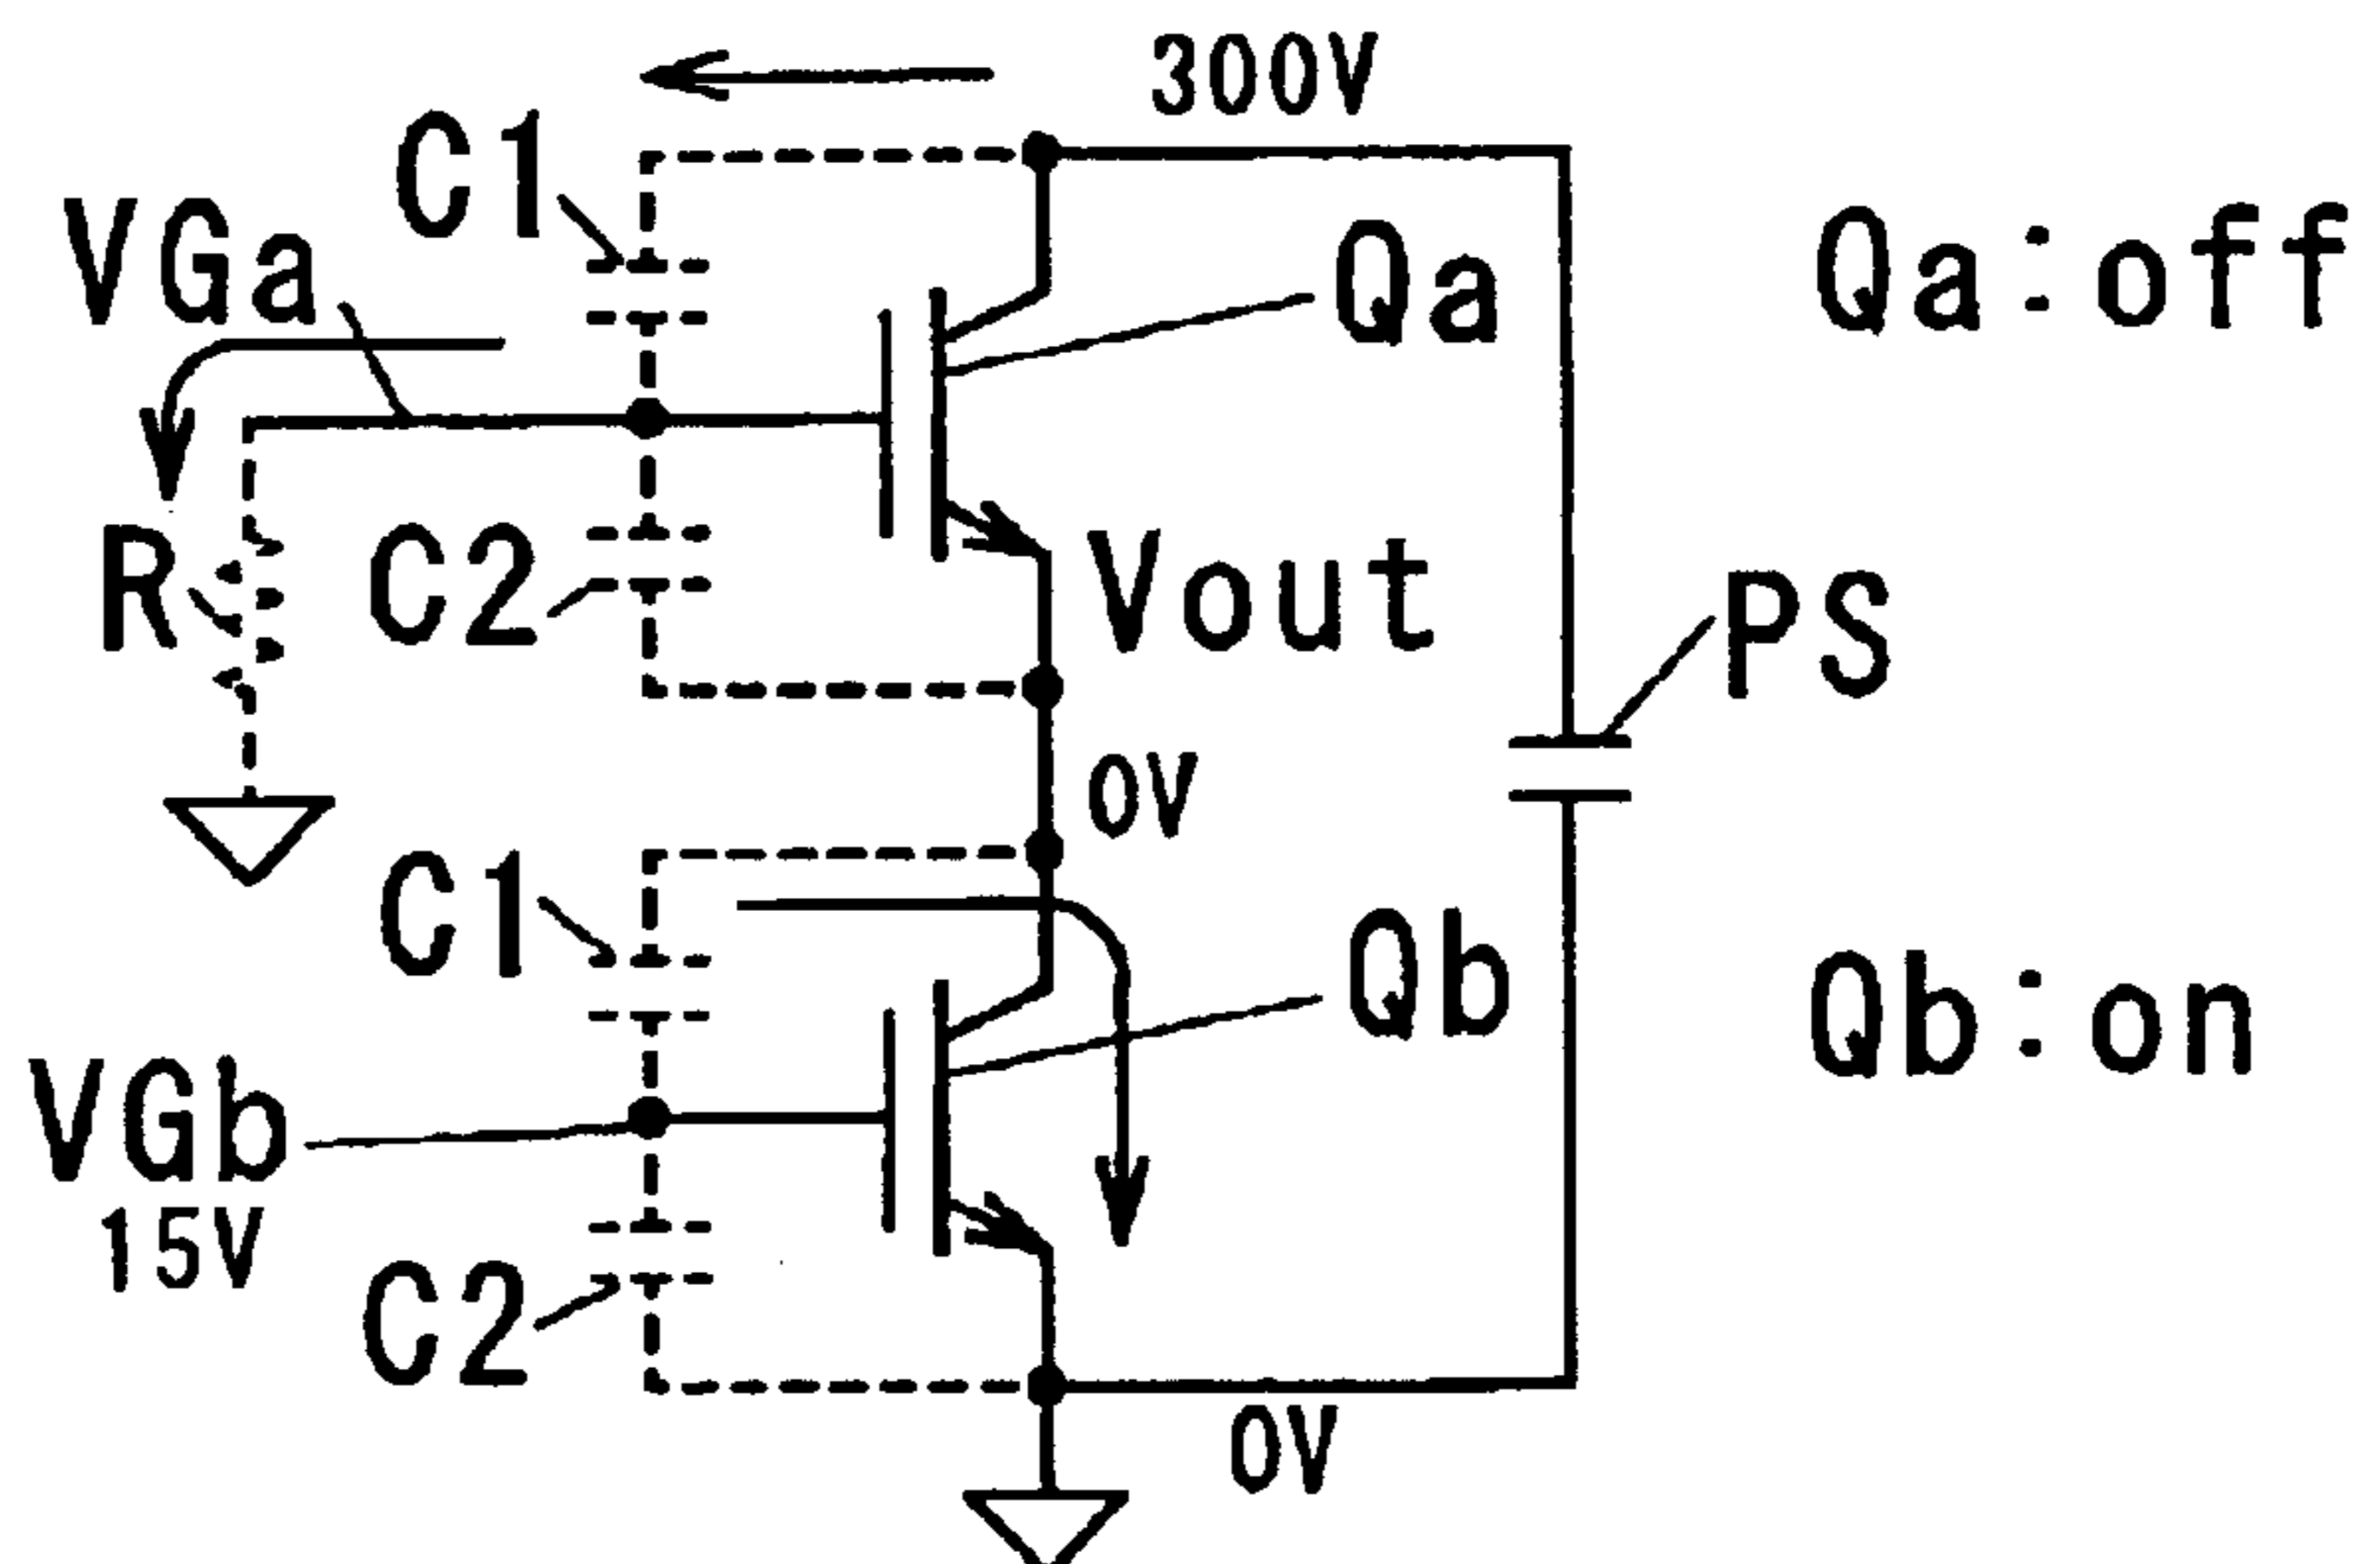 300V
C1
VGa
Qa
Qa:off
R
C2
Vout
PS
0V
C1
Qb
Qb:on
VGb
15V
C2
0V